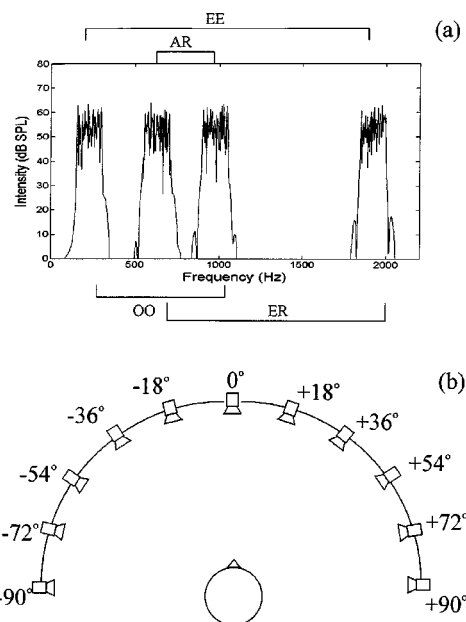 EE
(a)
AR
80
70
60
50
40
30
20
10
0
Intensity (dB SPL)
0 500 1000 1500 2000
Frequency (Hz)
OO
ER
(b)
0°
-18° +18°
-36° +36°
-54° +54°
-72° +72°
-90° +90°